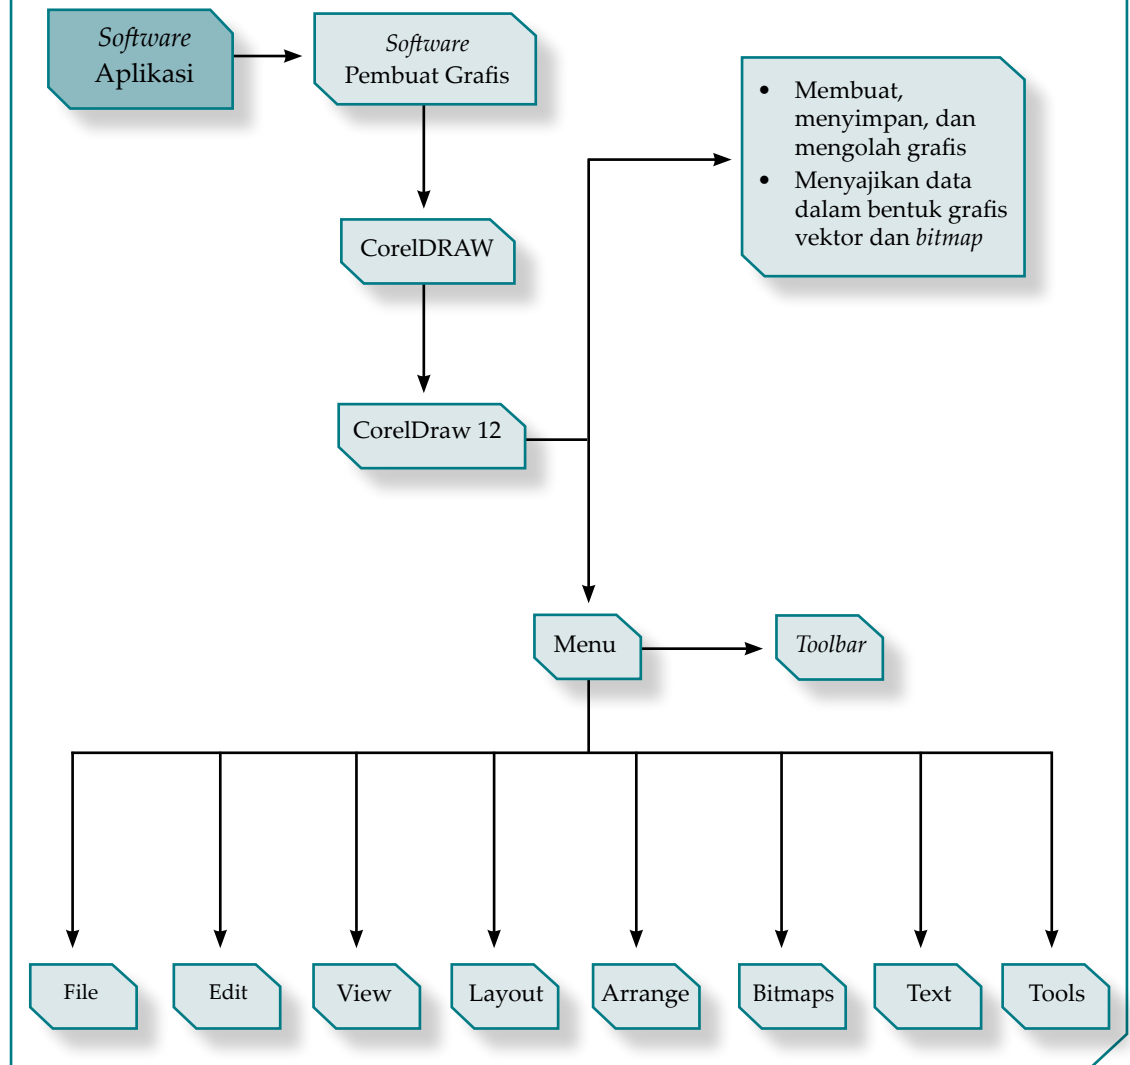 Software
Aplikasi
Software
Pembuat Grafis
• Membuat,
menyimpan, dan
mengolah grafis
• Menyajikan data
dalam bentuk grafis
vektor dan bitmap
CorelDRAW
CorelDraw 12
Menu
Toolbar
File
Edit
View
Layout
Arrange
Bitmaps
Text
Tools